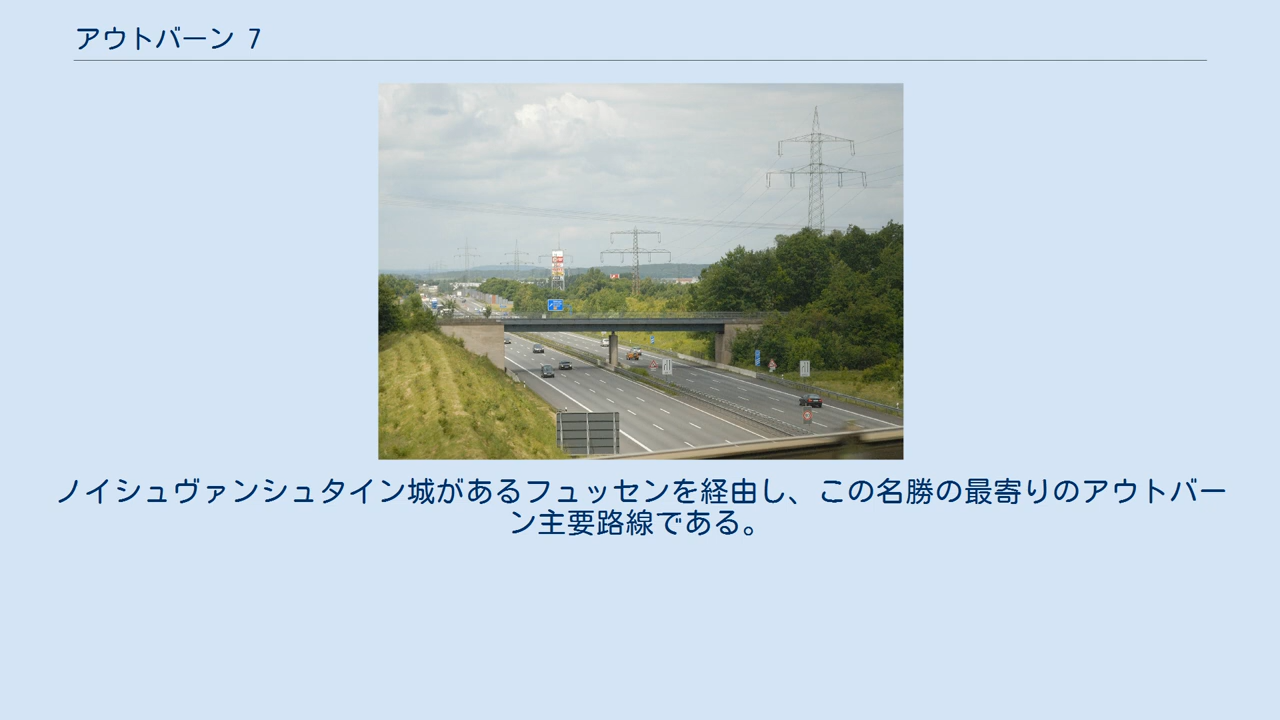 アウトバーン 7
ノイシュヴァンシュタイン城があるフュッセンを経由し、この名勝の最寄りのアウトバー
ン主要路線である。